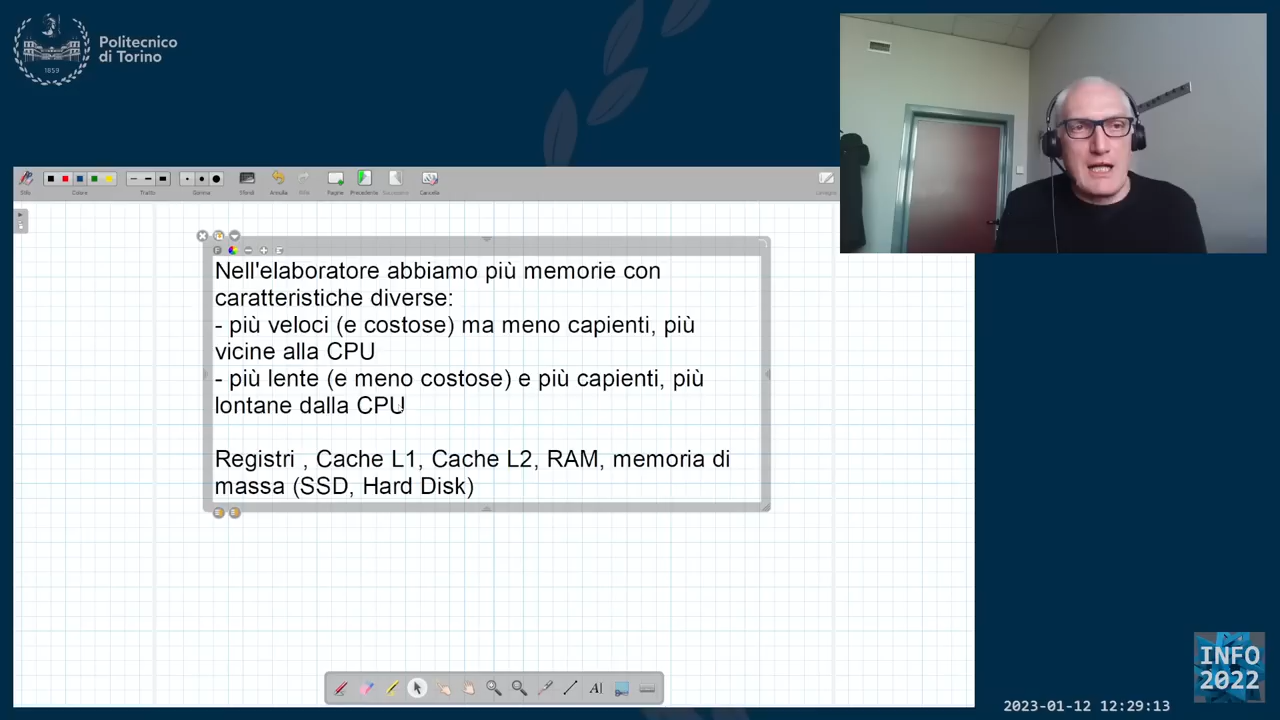 Politecnico
di Torino
1859
Nell'elaboratore abbiamo più memorie con
caratteristiche diverse:
- più veloci (e costose) ma meno capienti, più
vicine alla CPU
- più lente (e meno costose) e più capienti, più
lontane dalla CPU
Registri , Cache L1, Cache L2, RAM, memoria di
massa (SSD, Hard Disk)
INFO
2022
2023-01-12 12:29:13